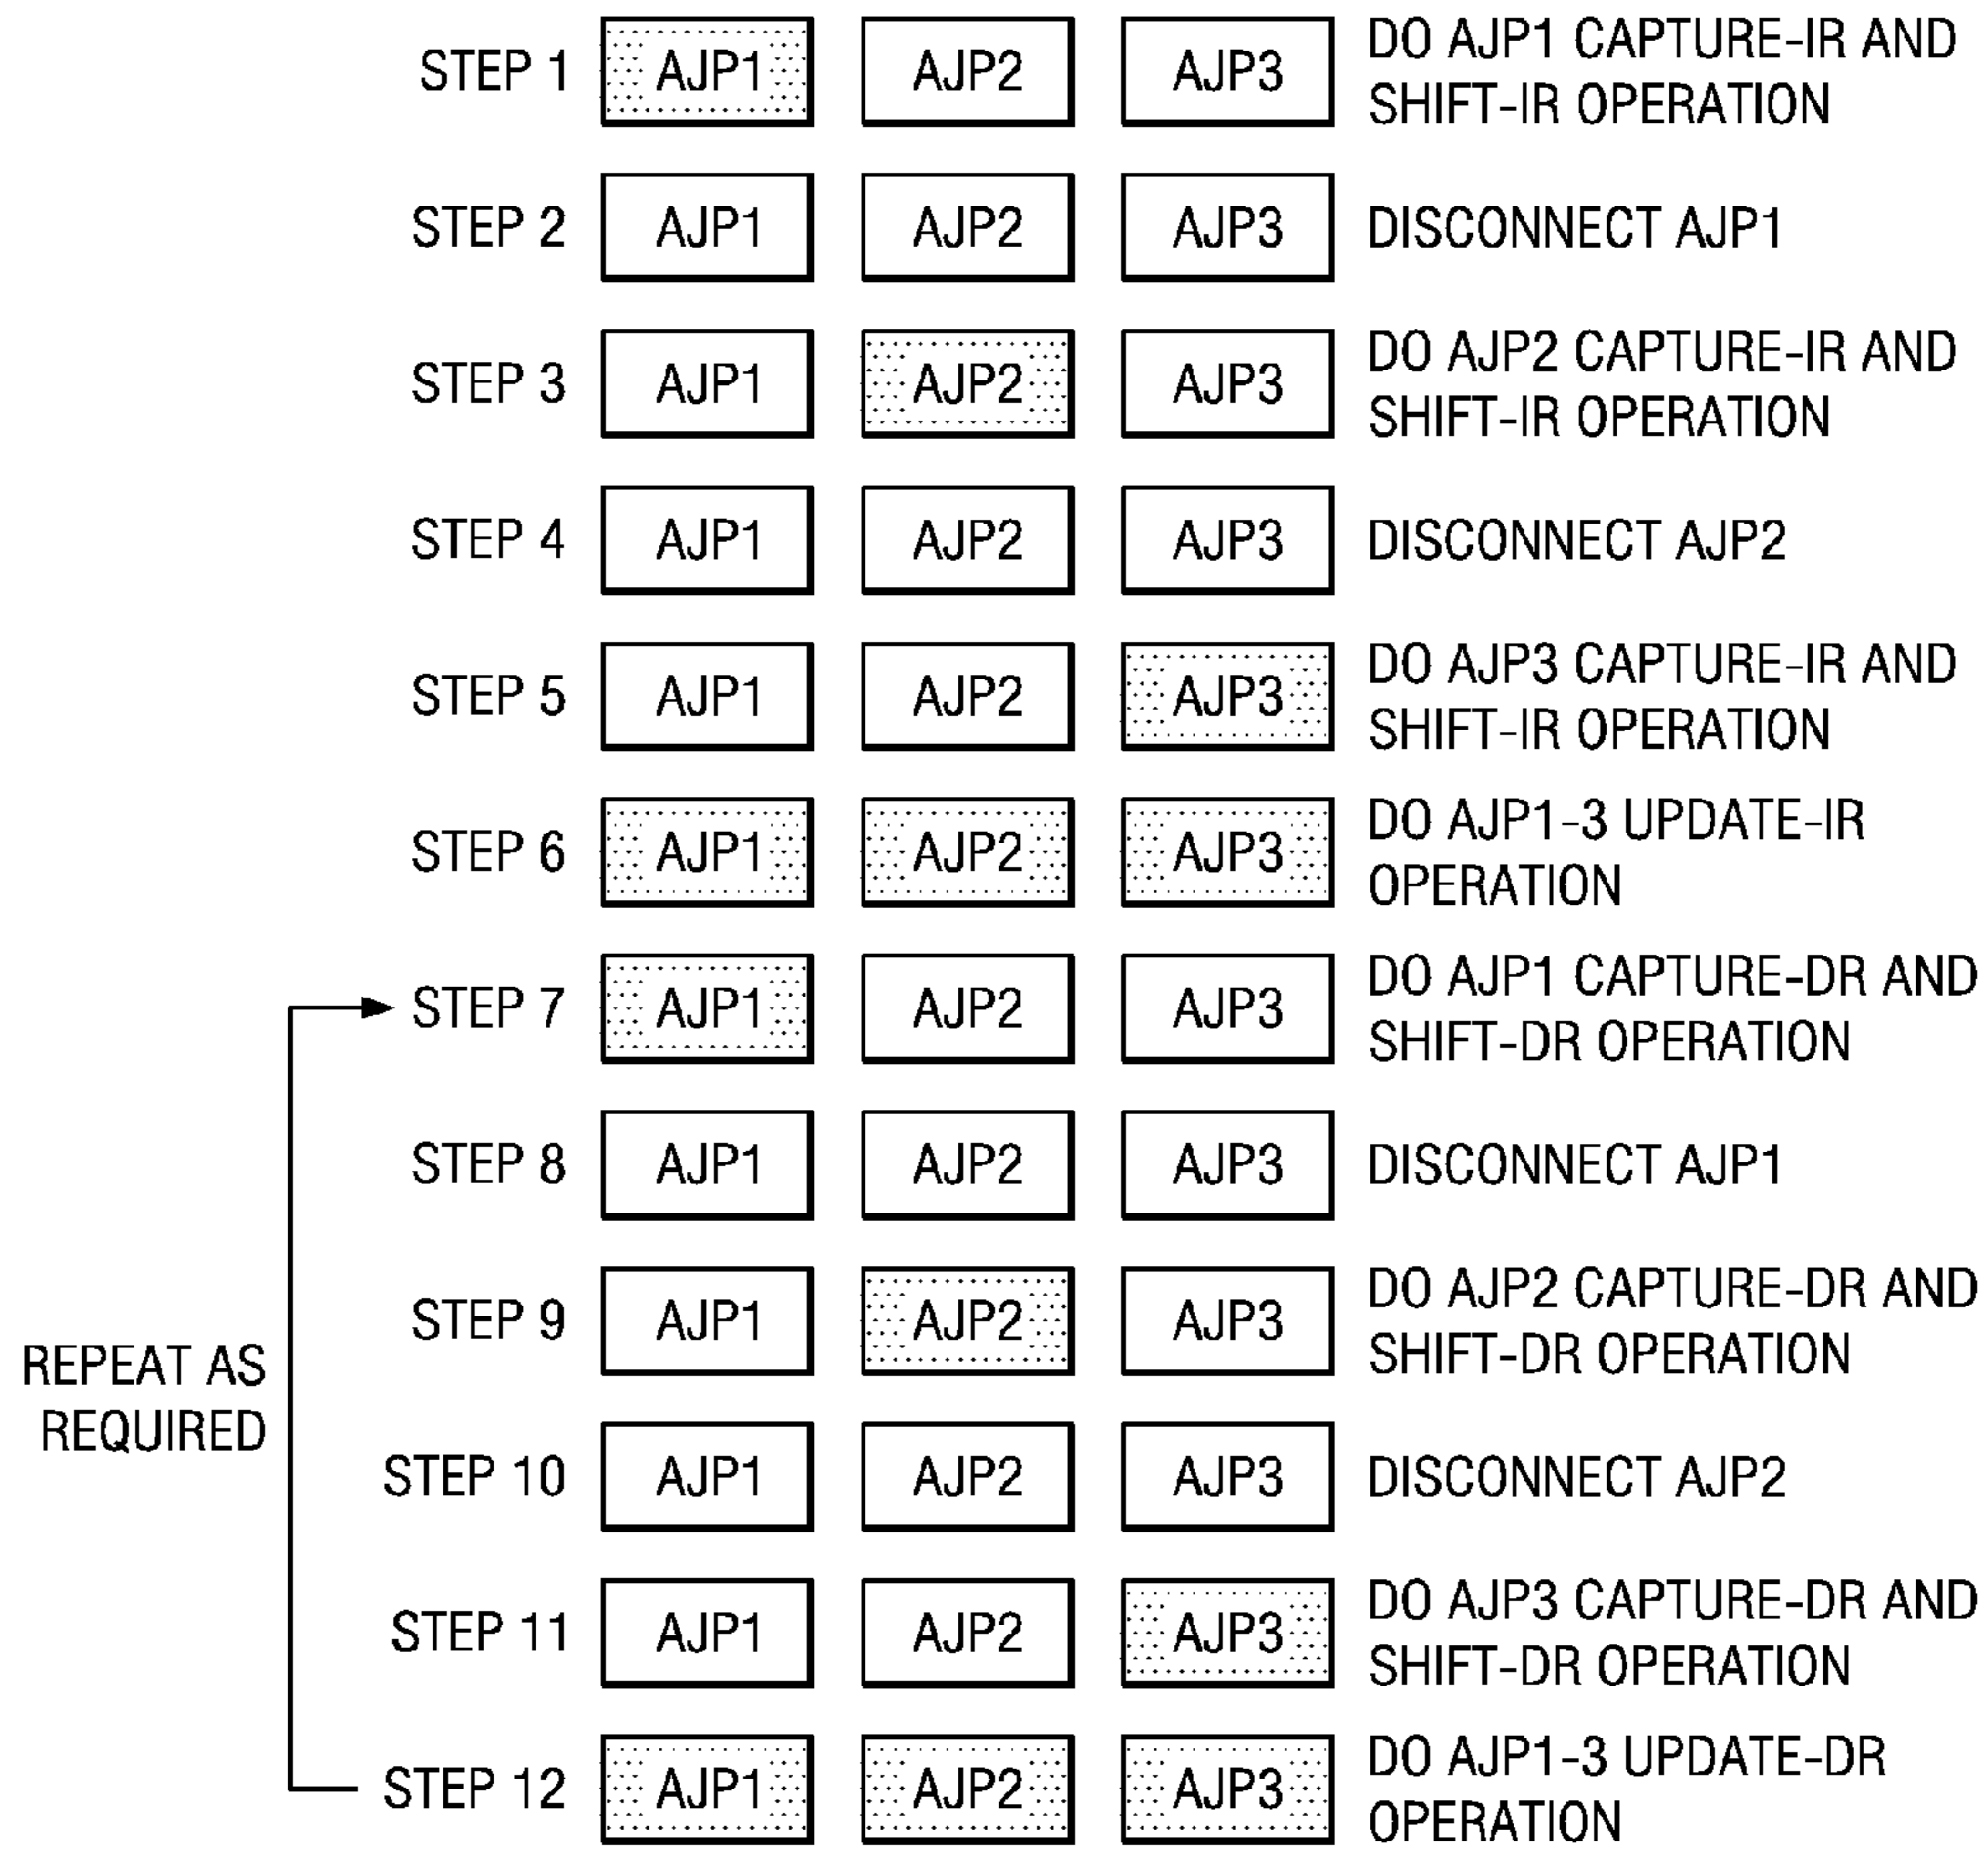 STEP 1 AJP1 AJP2 AJP3 DO AJP1 CAPTURE-IR AND
SHIFT-IR OPERATION
STEP 2 AJP1 AJP2 AJP3 DISCONNECT AJP1
STEP 3 AJP1 AJP2 AJP3 DO AJP2 CAPTURE-IR AND
SHIFT-IR OPERATION
STEP 4 AJP1 AJP2 AJP3 DISCONNECT AJP2
STEP 5 AJP1 AJP2 AJP3 DO AJP3 CAPTURE-IR AND
SHIFT-IR OPERATION
STEP 6 AJP1 AJP2 AJP3 DO AJP1-3 UPDATE-IR
OPERATION
STEP 7 AJP1 AJP2 AJP3 DO AJP1 CAPTURE-DR AND
SHIFT-DR OPERATION
STEP 8 AJP1 AJP2 AJP3 DISCONNECT AJP1
STEP 9 AJP1 AJP2 AJP3 DO AJP2 CAPTURE-DR AND
SHIFT-DR OPERATION
REPEAT AS
REQUIRED
STEP 10 AJP1 AJP2 AJP3 DISCONNECT AJP2
STEP 11 AJP1 AJP2 AJP3 DO AJP3 CAPTURE-DR AND
SHIFT-DR OPERATION
STEP 12 AJP1 AJP2 AJP3 DO AJP1-3 UPDATE-DR
OPERATION